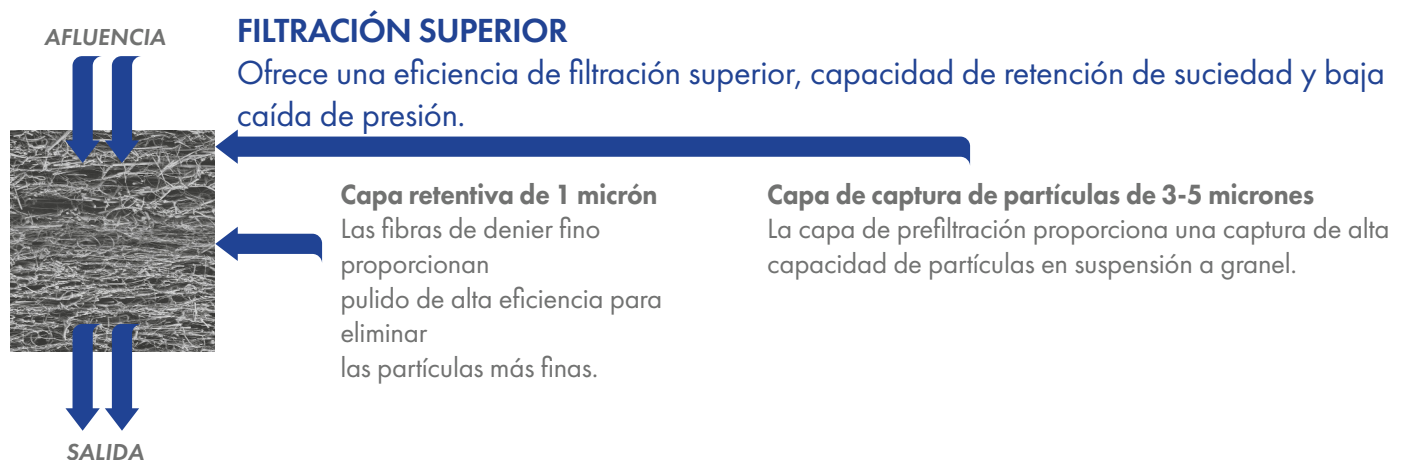 AFLUENCIA
FILTRACIÓN SUPERIOR
Ofrece una eficiencia de filtración superior, capacidad de retención de suciedad y baja
caída de presión.
Capa retentiva de 1 micrón
Las fibras de denier fino
proporcionan
pulido de alta eficiencia para
eliminar
las partículas más finas.
Capa de captura de partículas de 3-5 micrones
La capa de prefiltración proporciona una captura de alta
capacidad de partículas en suspensión a granel.
SALIDA